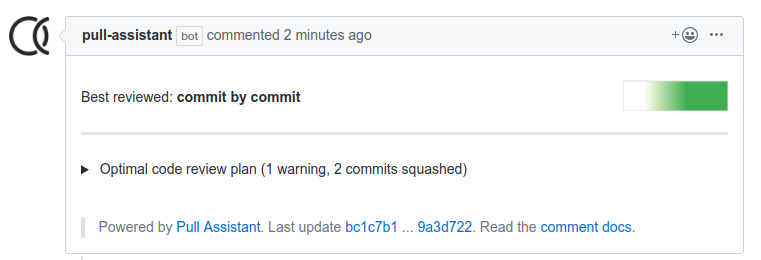 pull-assistant bot commented 2 minutes ago
Best reviewed: commit by commit
Optimal code review plan (1 warning, 2 commits squashed)
Powered by Pull Assistant. Last update bc1c7b1 ... 9a3d722. Read the comment docs.